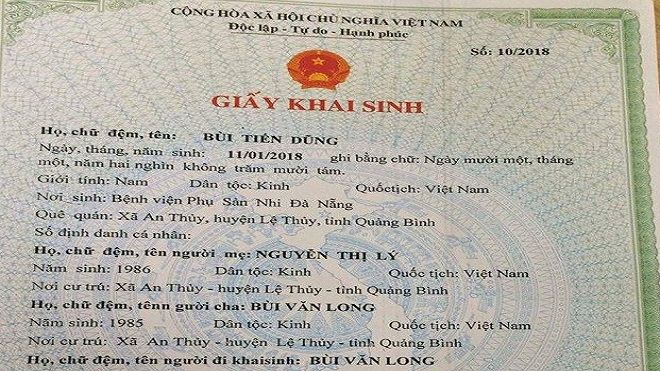 CỘNG HÒA XÃ HỘI CHỦ NGHĨA VIỆT NAM
Độc lập - Tự do - Hạnh phúc
Số: 10/2018
GIẤY KHAI SINH
Họ, chữ đệm, tên: BÙI TIẾN DŨNG
Ngày, tháng, năm sinh: 11/01/2018 ghi bằng chữ: Ngày mười một, tháng
một, năm hai nghìn không trăm mười tám.
Giới tính: Nam Dân tộc: Kinh Quốctịch: Việt Nam
Nơi sinh: Bệnh viện Phụ Sản Nhi Đà Nẵng
Quê quán: Xã An Thủy, huyện Lệ Thủy, tỉnh Quảng Bình
Số định danh cá nhân:
Họ, chữ đệm, tên người mẹ: NGUYỄN THỊ LÝ
Năm sinh: 1986 Dân tộc: Kinh Quốc tịch: Việt Nam
Nơi cư trú: Xã An Thủy - huyện Lệ Thủy - tỉnh Quảng Bình
Họ, chữ đệm, tênn gười cha: BÙI VĂN LONG
Năm sinh: 1985 Dân tộc: Kinh Quốc tịch: Việt Nam
Nơi cư trú: Xã An Thủy - huyện Lệ Thủy - tỉnh Quảng Bình
Họ, chữ đệm, tên người đi khaisinh: BÙI VĂN LONG